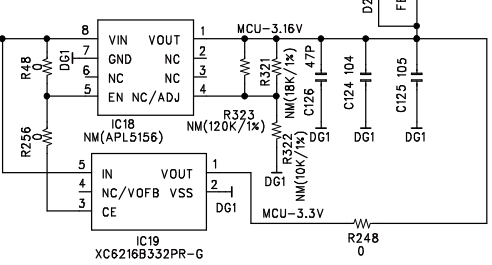 D2
FE
8 VIN VOUT 1 MCU-3.16V
7 GND NC 2
6 NC NC 3
5 EN NC/ADJ 4
DG1
R48
0
R256
0
IC18
NM(APL5156)
R323
NM(120K/1%)
R321
NM(18K/1%)
R322
NM(10K/1%)
DG1
47P
C126
DG1
104
C124
DG1
105
C125
DG1
5 IN VOUT 1
4 NC/VOFB VSS 2
3 CE
DG1
MCU-3.3V
IC19
XC6216B332PR-G
R248
0